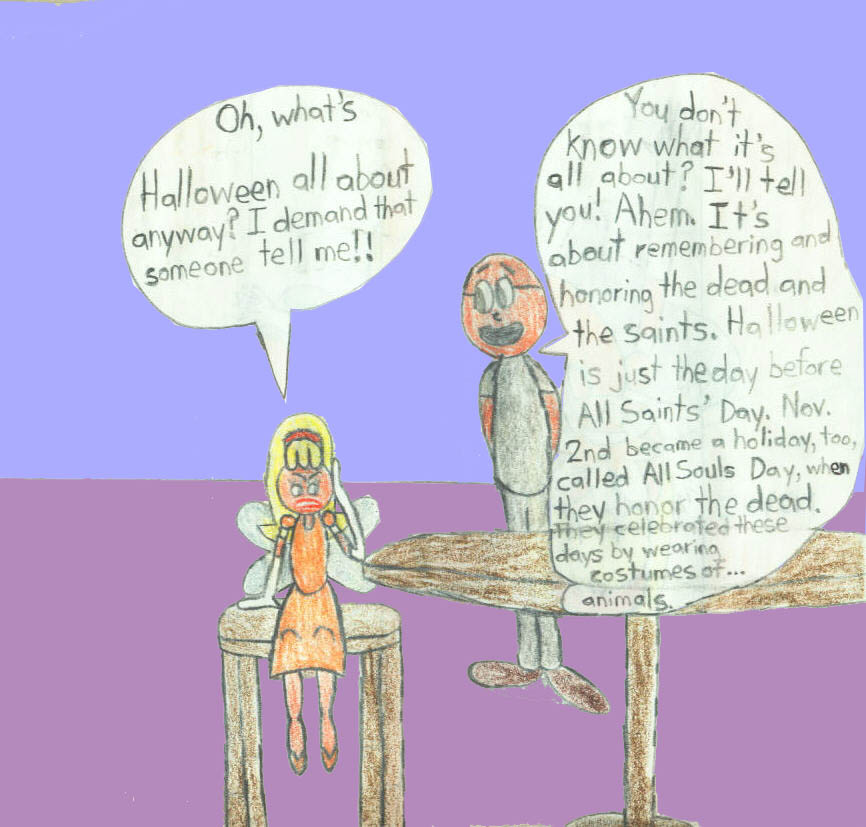 Oh, what's
Halloween all about
anyway? I demand that
someone tell me!!
You don't
know what it's
all about? I'll tell
you! Ahem. It's
about remembering and
honoring the dead and
the saints. Halloween
is just the day before
All Saints' Day. Nov.
2nd became a holiday, too,
called All Souls Day, when
they honor the dead.
They celebrated these
days by wearing
costumes of...
animals.